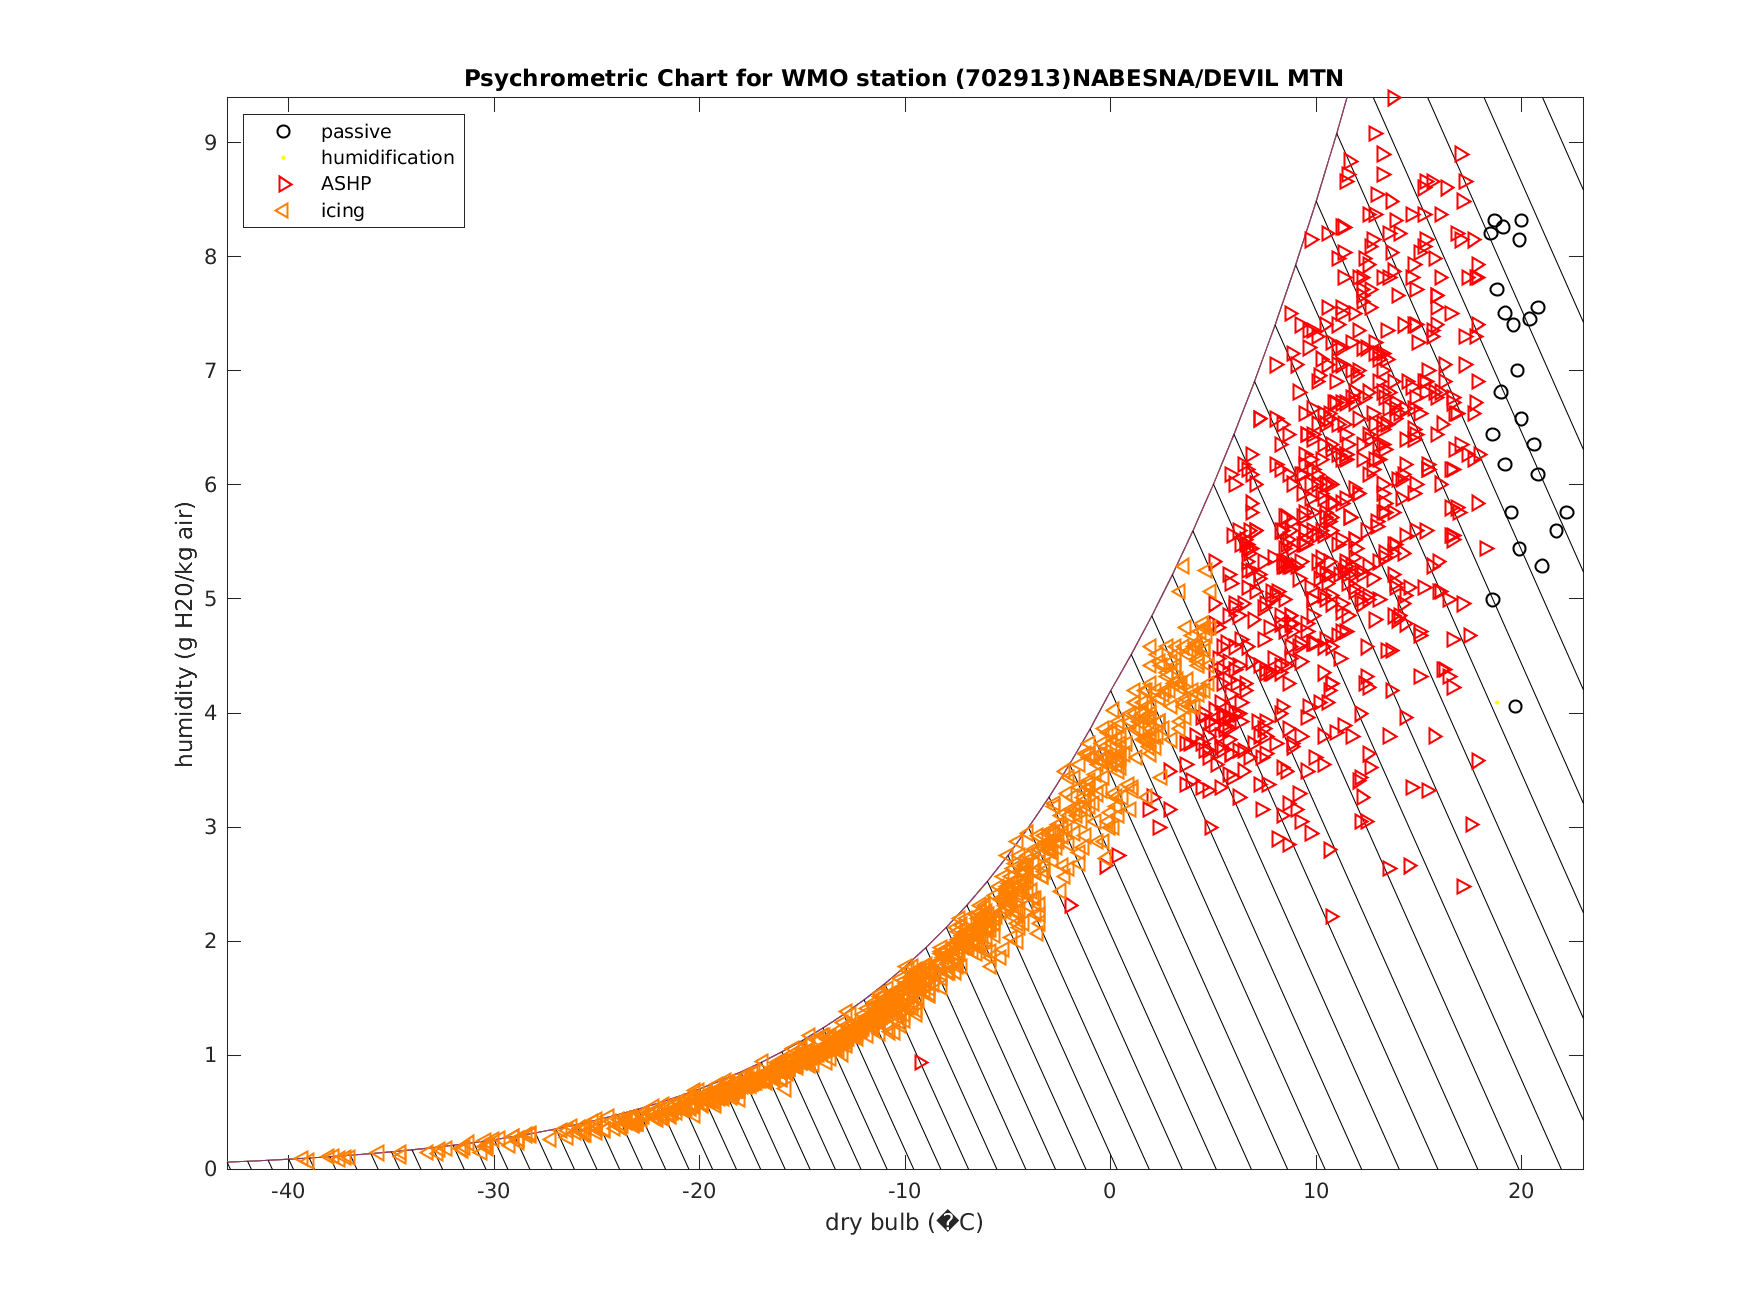 Psychrometric Chart for WMO station (702913)NABESNA/DEVIL MTN
passive
humidification
ASHP
icing
humidity (g H20/kg air)
9
8
7
6
5
4
3
2
1
0
-40 -30 -20 -10 0 10 20
dry bulb (�C)